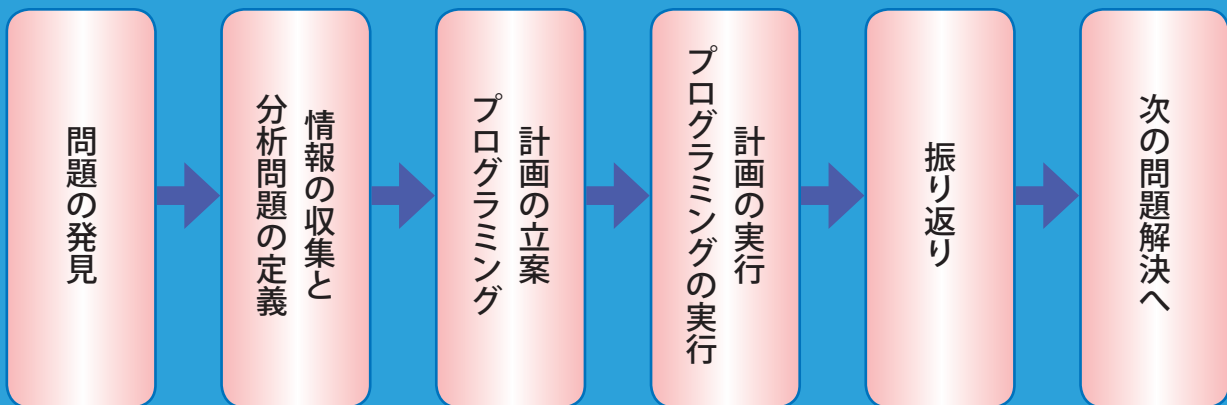 問題の発見
情報の収集と
分析問題の定義
計画の立案
プログラミング
計画の実行
プログラミングの実行
振り返り
次の問題解決へ